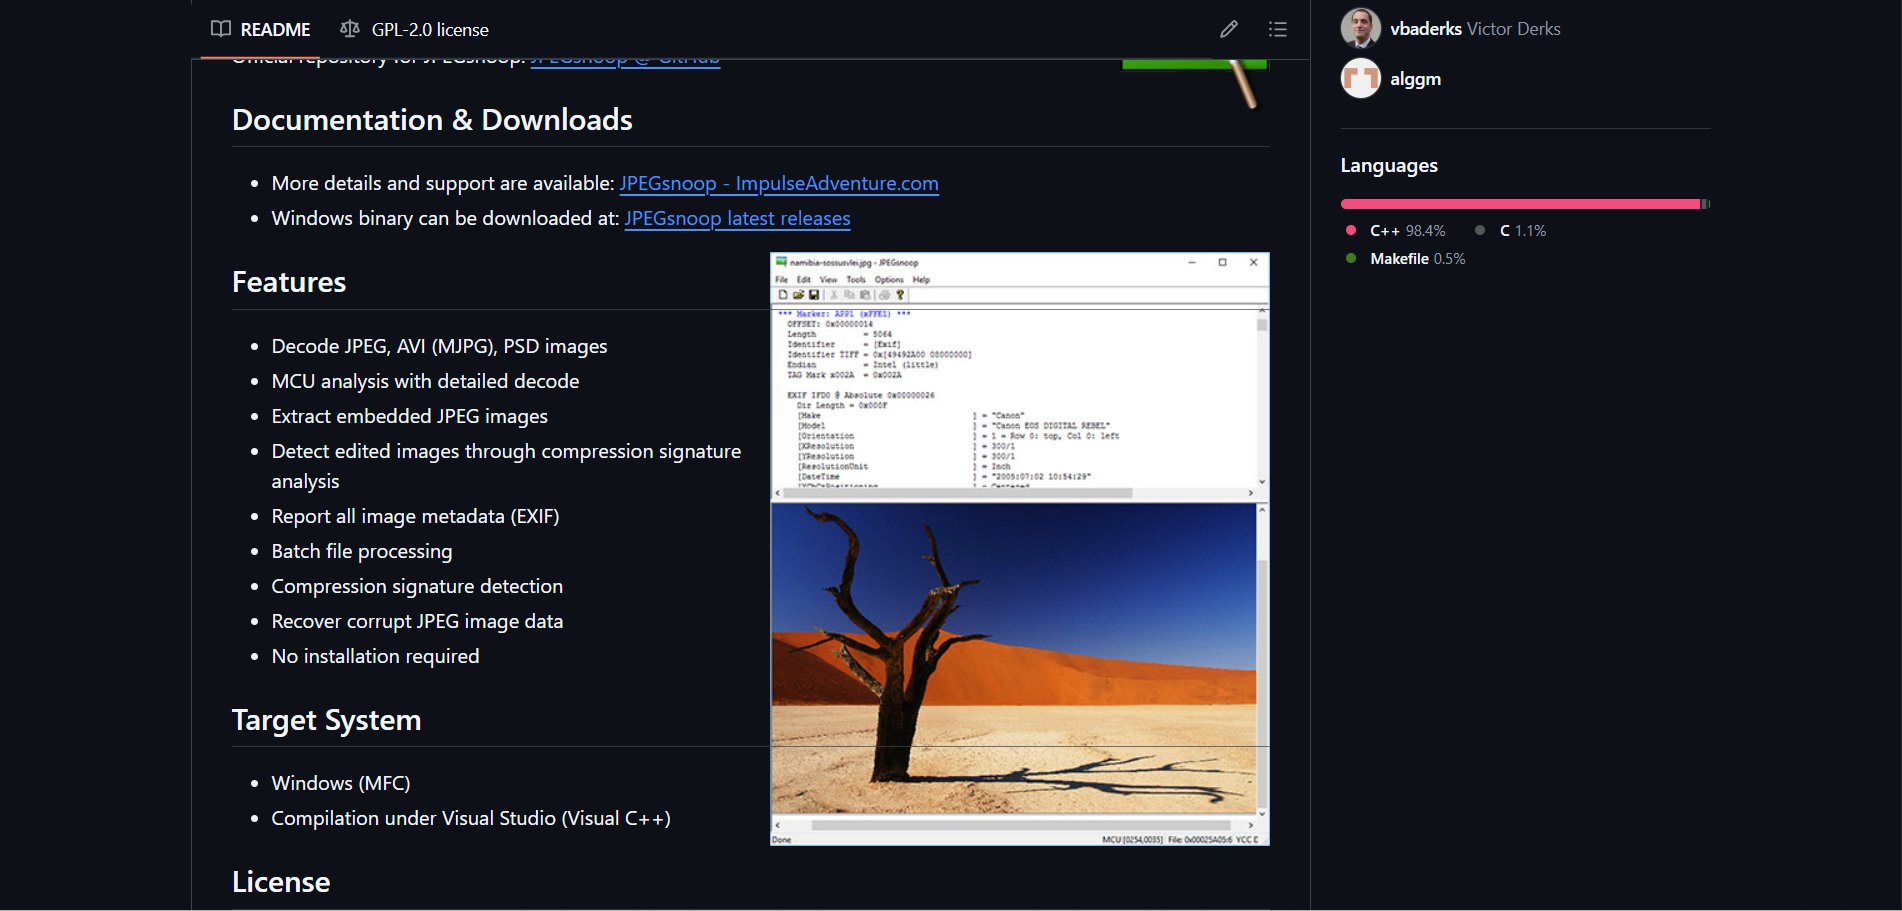 README
GPL-2.0 license
Official repository for JPEGsnoop: JPEGsnoop @ GitHub
Documentation & Downloads
More details and support are available: JPEGsnoop - ImpulseAdventure.com
Windows binary can be downloaded at: JPEGsnoop latest releases
Features
Decode JPEG, AVI (MJPG), PSD images
MCU analysis with detailed decode
Extract embedded JPEG images
Detect edited images through compression signature
analysis
Report all image metadata (EXIF)
Batch file processing
Compression signature detection
Recover corrupt JPEG image data
No installation required
namibia-sossusvlei.jpg - JPEGsnoop
File Edit View Tools Options Help
*** Marker: APP1 (xFFE1) ***
OFFSET: 0x00000014
Length = 5064
Identifier = [Exif]
Identifier TIFF = 0x[49492A00 08000000]
Endian = Intel (little)
TAG Mark x002A = 0x002A
EXIF IFD0 @ Absolute 0x00000026
Dir Length = 0x000F
[Make ] = "Canon"
[Model ] = "Canon EOS DIGITAL REBEL"
[Orientation ] = 1 = Row 0: top, Col 0: left
[XResolution ] = 300/1
[YResolution ] = 300/1
[ResolutionUnit ] = Inch
[DateTime ] = "2005:07:02 10:54:29"
[YCbCrPositioning ] = Centered
Done MCU [0254,0035] File: 0x00025A05:6 YCC E
Target System
Windows (MFC)
Compilation under Visual Studio (Visual C++)
License
vbaderks Victor Derks
alggm
Languages
C++ 98.4% C 1.1%
Makefile 0.5%